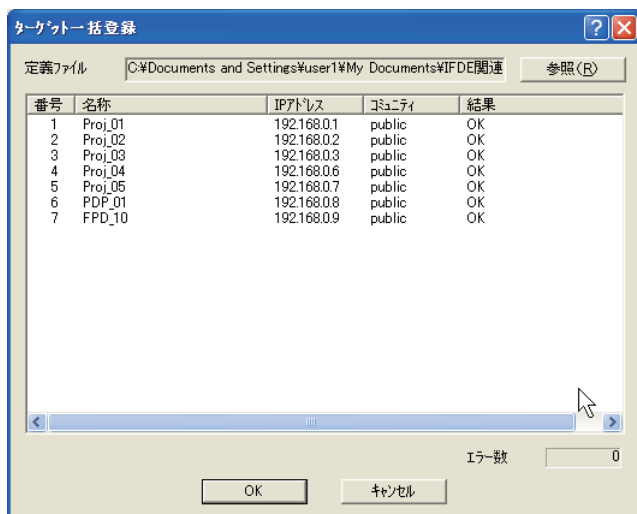 ﾀｰｹﾞｯﾄ一括登録
定義ﾌｧｲﾙ C:¥Documents and Settings¥user1¥My Documents¥IFDE関連 参照(R)
番号 名称 IPｱﾄﾞﾚｽ ｺﾐｭﾆﾃｨ 結果
1 Proj_01 192.168.0.1 public OK
2 Proj_02 192.168.0.2 public OK
3 Proj_03 192.168.0.3 public OK
4 Proj_04 192.168.0.6 public OK
5 Proj_05 192.168.0.7 public OK
6 PDP_01 192.168.0.8 public OK
7 FPD_10 192.168.0.9 public OK
ｴﾗｰ数 0
OK ｷｬﾝｾﾙ